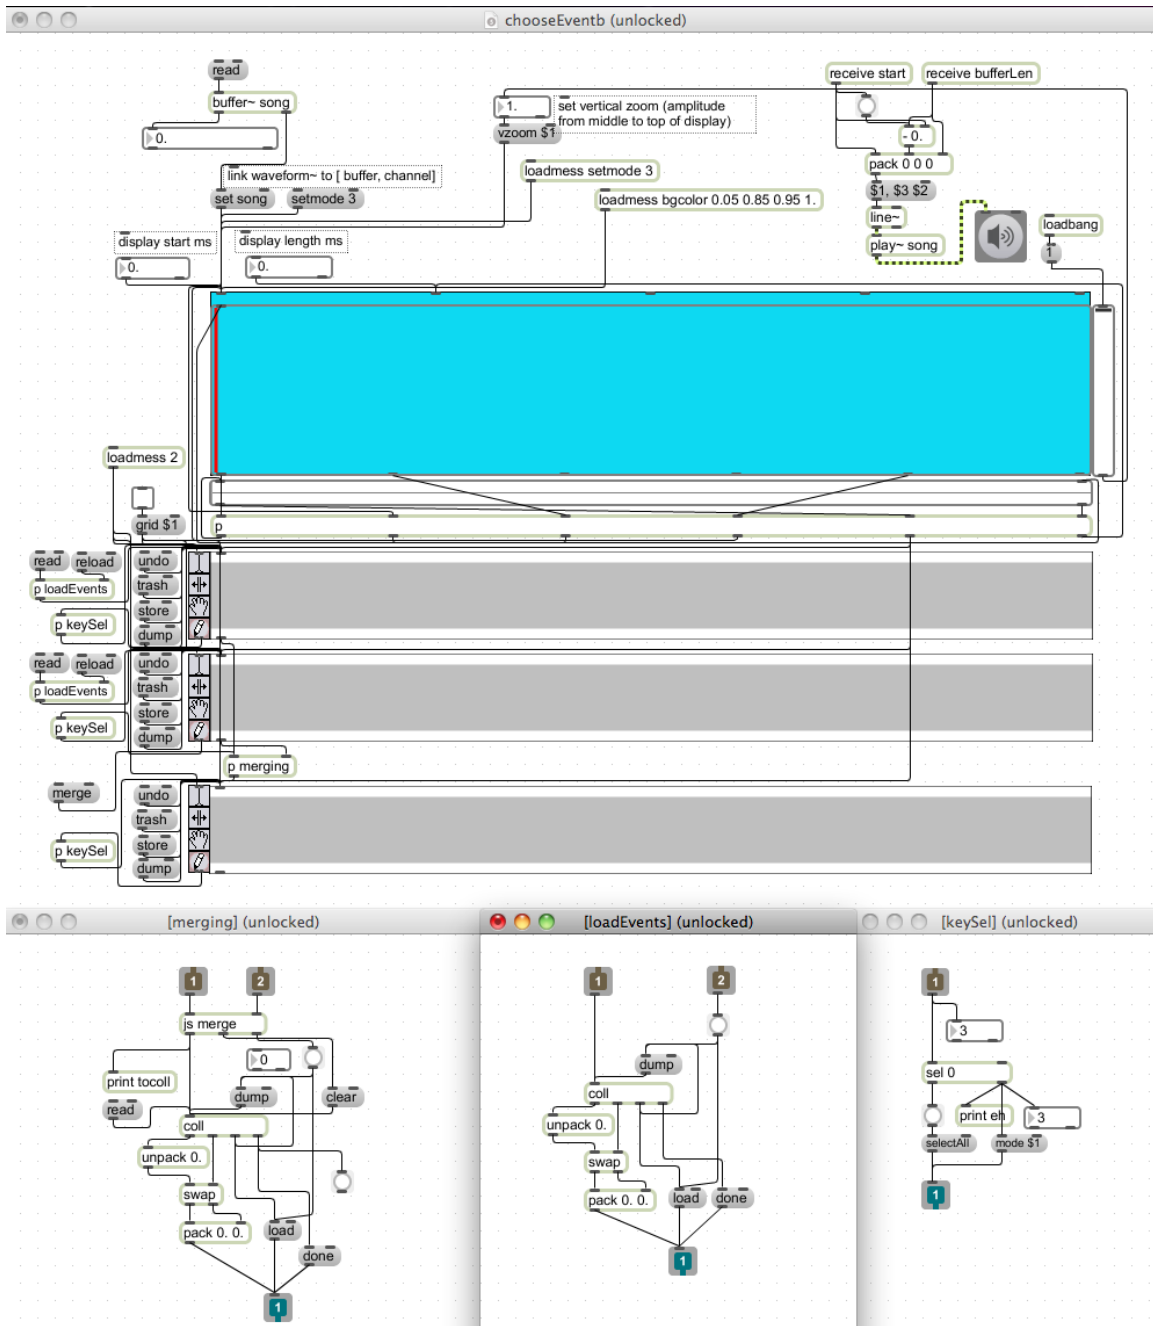 chooseEventb (unlocked)
read
buffer~ song
0.
link waveform~ to [ buffer, channel]
set song
setmode 3
display start ms
display length ms
0.
0.
1.
set vertical zoom (amplitude
from middle to top of display)
vzoom $1
loadmess setmode 3
loadmess bgcolor 0.05 0.85 0.95 1.
receive start
receive bufferLen
- 0.
pack 0 0 0
$1, $3 $2
line~
play~ song
loadbang
1
loadmess 2
grid $1
p
read
reload
undo
p loadEvents
trash
store
p keySel
dump
read
reload
undo
p loadEvents
trash
store
p keySel
dump
p merging
merge
undo
trash
store
p keySel
dump
[merging] (unlocked)
1
2
js merge
0
print tocoll
dump
clear
read
coll
unpack 0.
swap
pack 0. 0.
load
done
1
[loadEvents] (unlocked)
1
2
dump
coll
unpack 0.
swap
pack 0. 0.
load
done
1
[keySel] (unlocked)
1
3
sel 0
print eh
3
selectAll
mode $1
1